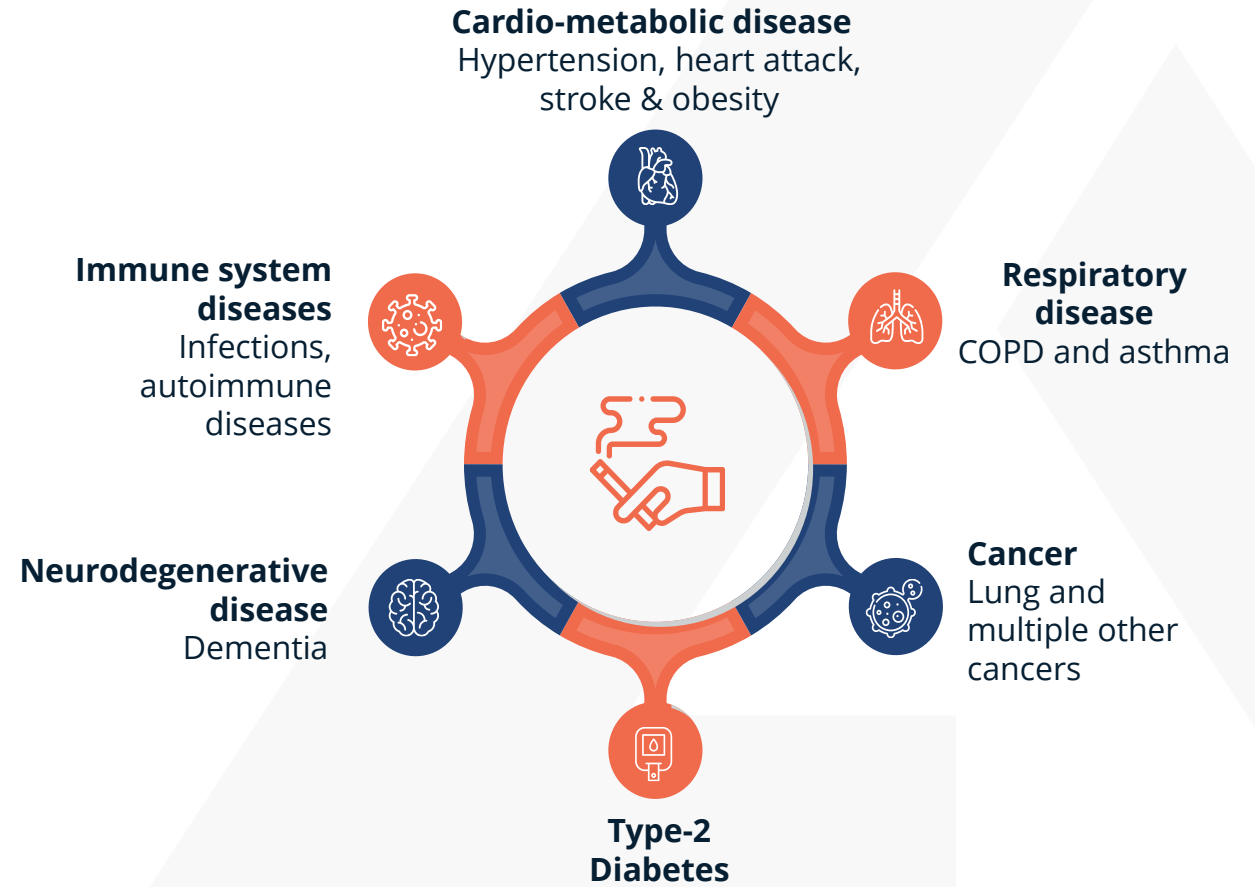 Cardio-metabolic disease
Hypertension, heart attack,
stroke & obesity
Immune system
diseases
Infections,
autoimmune
diseases
Respiratory
disease
COPD and asthma
Neurodegenerative
disease
Dementia
Cancer
Lung and
multiple other
cancers
Type-2
Diabetes